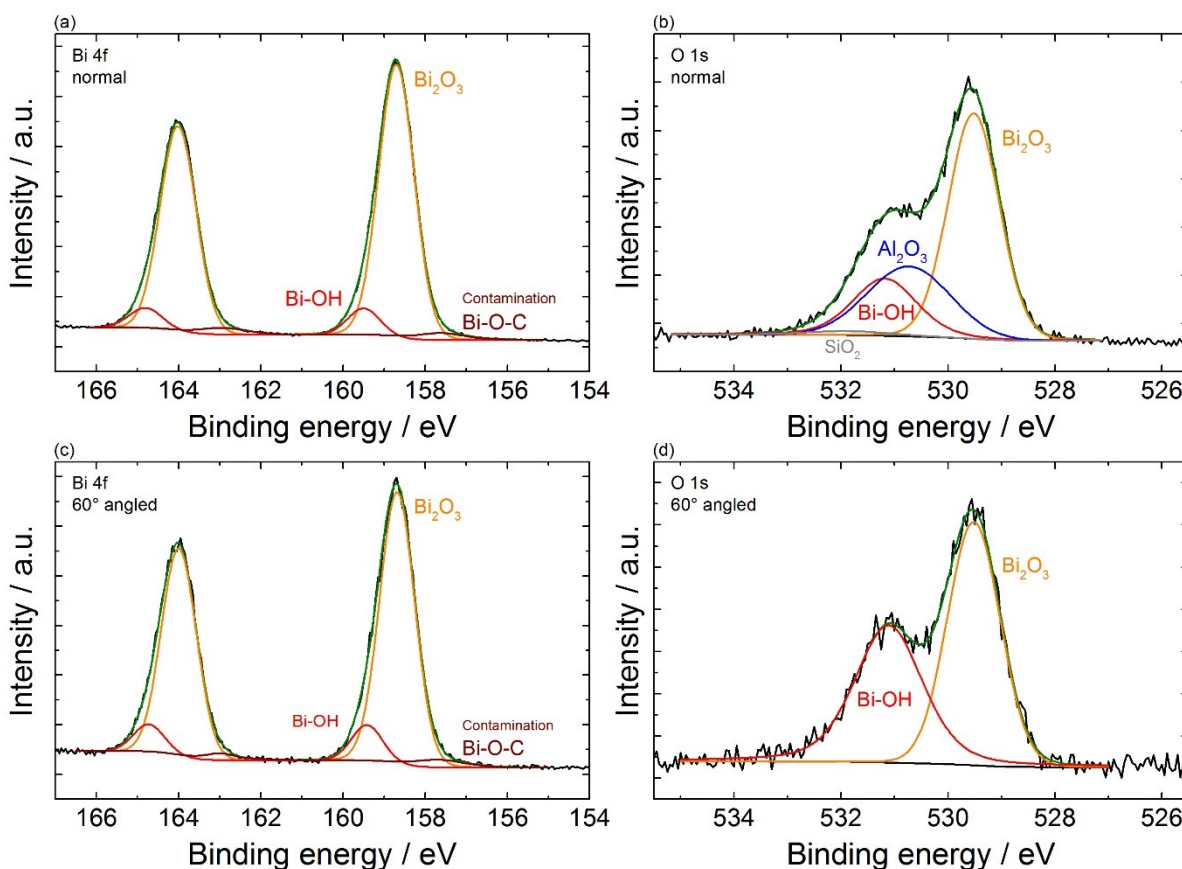 (a)
Bi 4f
normal
Bi₂O₃
Bi-OH
Contamination
Bi-O-C
Intensity / a.u.
166 164 162 160 158 156 154
Binding energy / eV
(b)
O 1s
normal
Bi₂O₃
Al₂O₃
Bi-OH
SiO₂
Intensity / a.u.
534 532 530 528 526
Binding energy / eV
(c)
Bi 4f
60° angled
Bi₂O₃
Bi-OH
Contamination
Bi-O-C
Intensity / a.u.
166 164 162 160 158 156 154
Binding energy / eV
(d)
O 1s
60° angled
Bi₂O₃
Bi-OH
Intensity / a.u.
534 532 530 528 526
Binding energy / eV